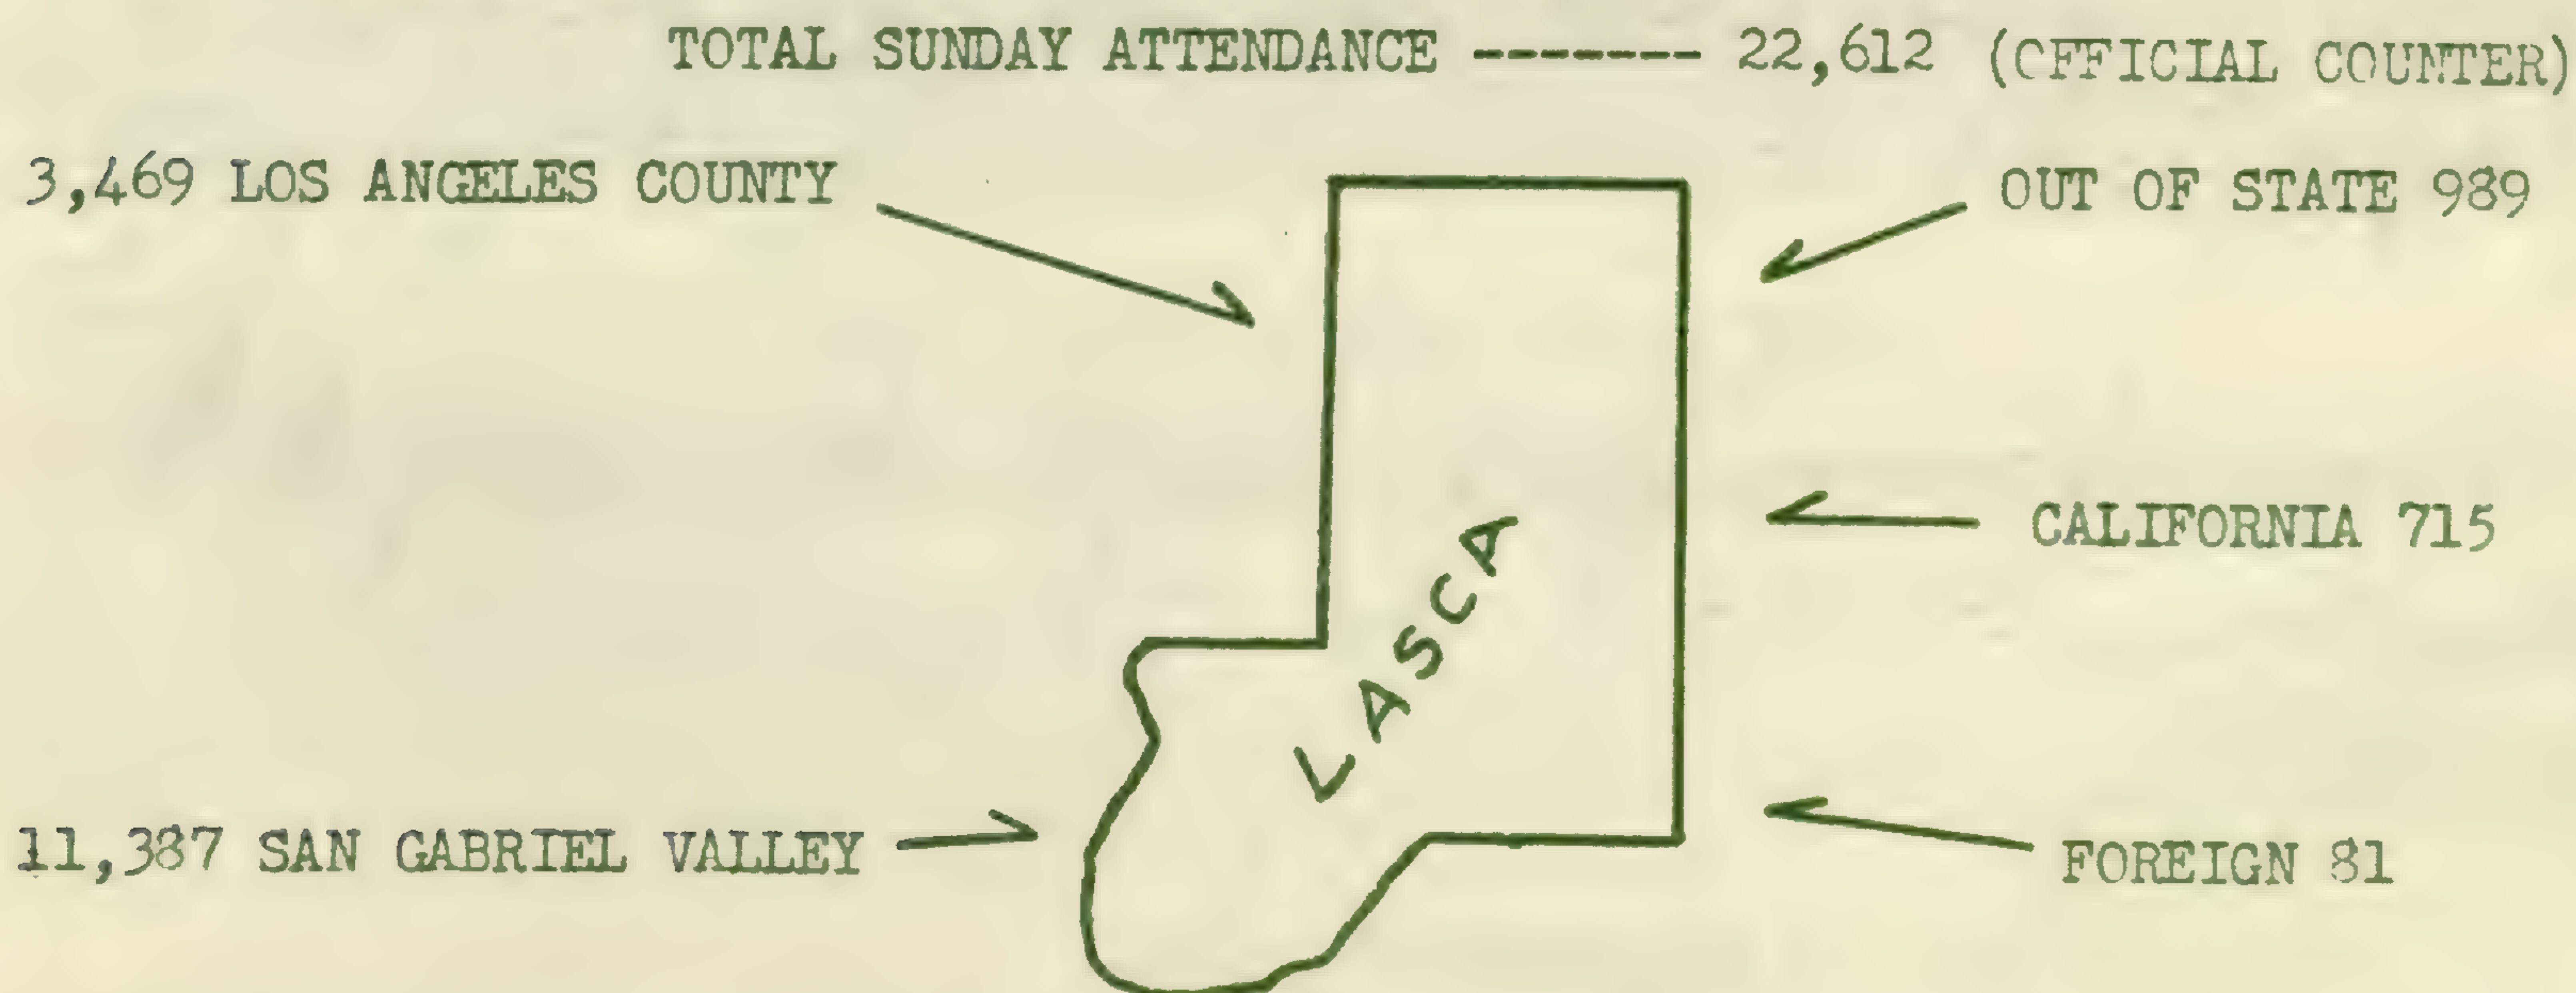 TOTAL SUNDAY ATTENDANCE ------- 22,612 (OFFICIAL COUNTER)
3,469 LOS ANGELES COUNTY
OUT OF STATE 989
LASCA
CALIFORNIA 715
11,387 SAN GABRIEL VALLEY
FOREIGN 81